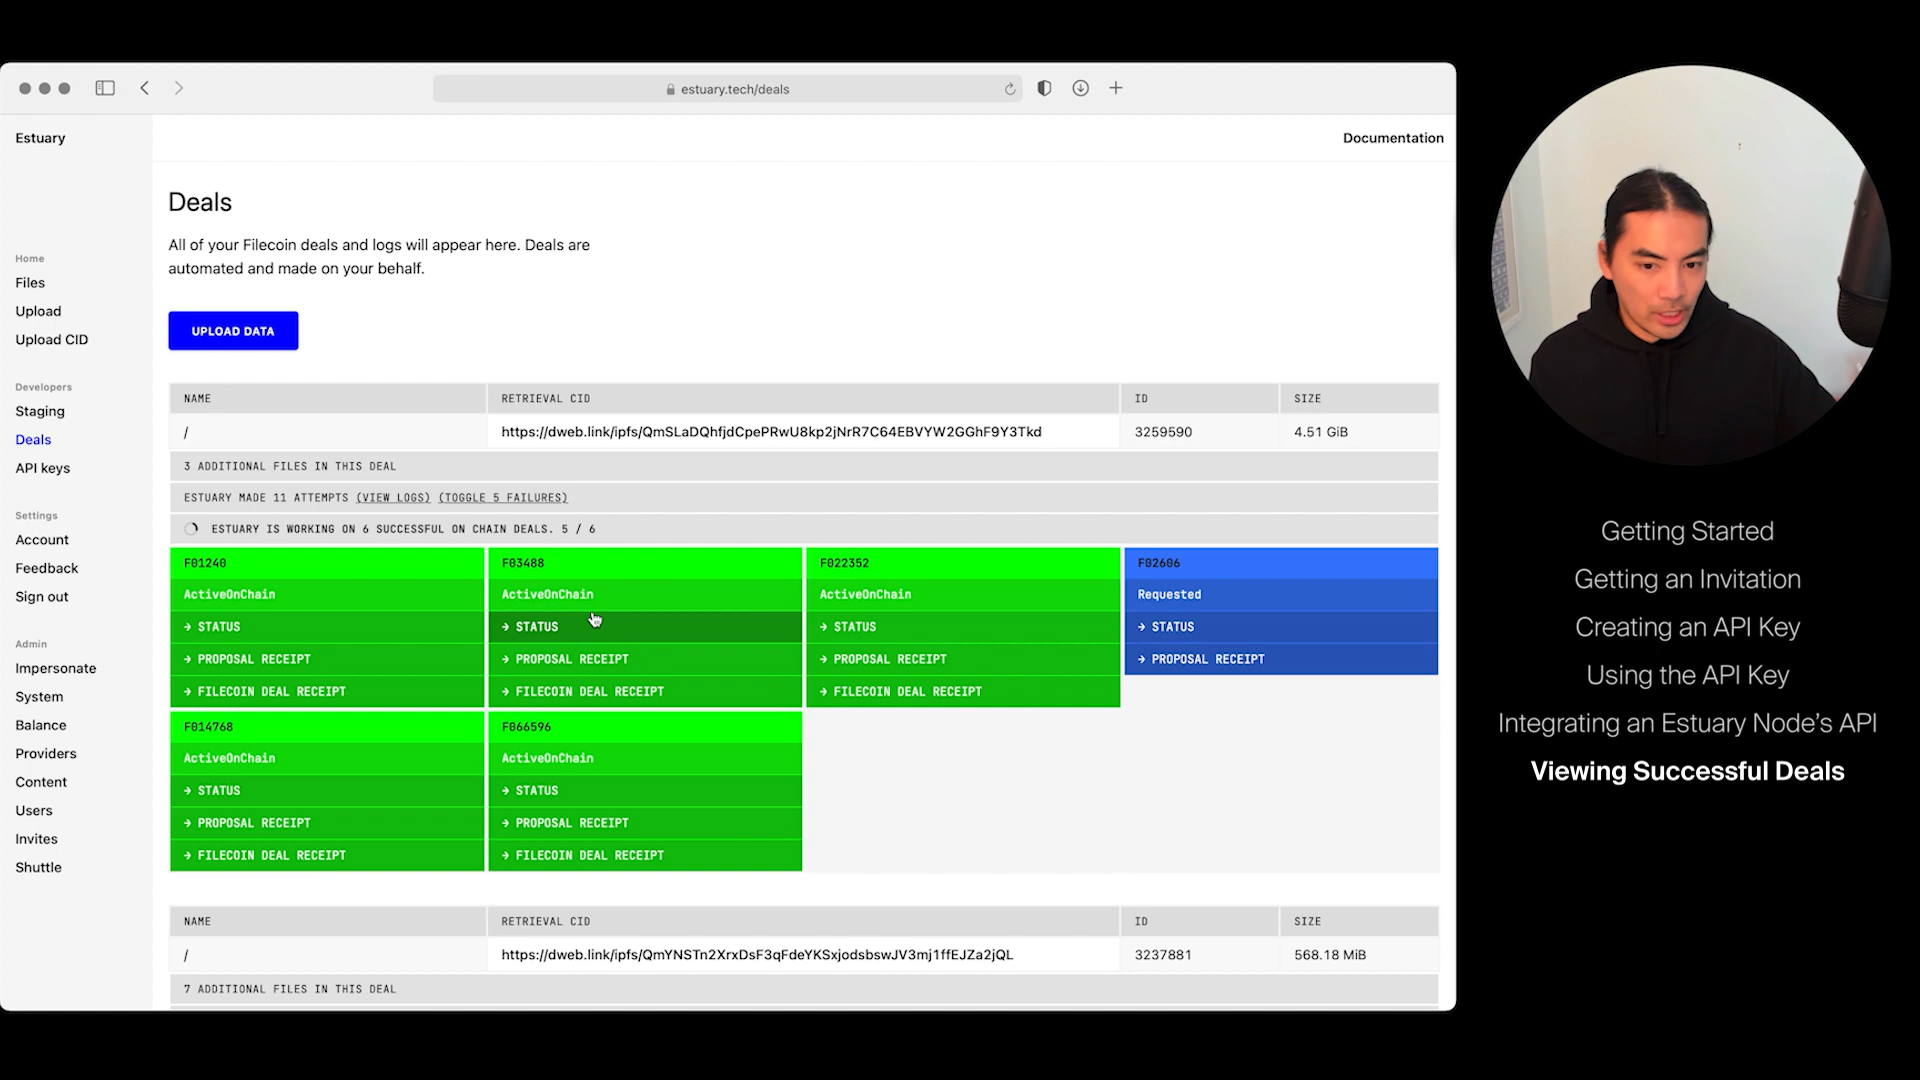 estuary.tech/deals
Estuary
Documentation
Home
Files
Upload
Upload CID
Developers
Staging
Deals
API keys
Settings
Account
Feedback
Sign out
Admin
Impersonate
System
Balance
Providers
Content
Users
Invites
Shuttle
Deals
All of your Filecoin deals and logs will appear here. Deals are
automated and made on your behalf.
UPLOAD DATA
NAME RETRIEVAL CID ID SIZE
/ https://dweb.link/ipfs/QmSLaDQhfjdCpePRwU8kp2jNrR7C64EBVYW2GGhF9Y3Tkd 3259590 4.51 GiB
3 ADDITIONAL FILES IN THIS DEAL
ESTUARY MADE 11 ATTEMPTS (VIEW LOGS) (TOGGLE 5 FAILURES)
ESTUARY IS WORKING ON 6 SUCCESSFUL ON CHAIN DEALS. 5 / 6
F01240 F03488 F022352 F02606
ActiveOnChain ActiveOnChain ActiveOnChain Requested
→ STATUS → STATUS → STATUS → STATUS
→ PROPOSAL RECEIPT → PROPOSAL RECEIPT → PROPOSAL RECEIPT → PROPOSAL RECEIPT
→ FILECOIN DEAL RECEIPT → FILECOIN DEAL RECEIPT → FILECOIN DEAL RECEIPT
F014768 F066596
ActiveOnChain ActiveOnChain
→ STATUS → STATUS
→ PROPOSAL RECEIPT → PROPOSAL RECEIPT
→ FILECOIN DEAL RECEIPT → FILECOIN DEAL RECEIPT
NAME RETRIEVAL CID ID SIZE
/ https://dweb.link/ipfs/QmYNSTn2XrxDsF3qFdeYKSxjodsbswJV3mj1ffEJZa2jQL 3237881 568.18 MiB
7 ADDITIONAL FILES IN THIS DEAL
Getting Started
Getting an Invitation
Creating an API Key
Using the API Key
Integrating an Estuary Node's API
Viewing Successful Deals